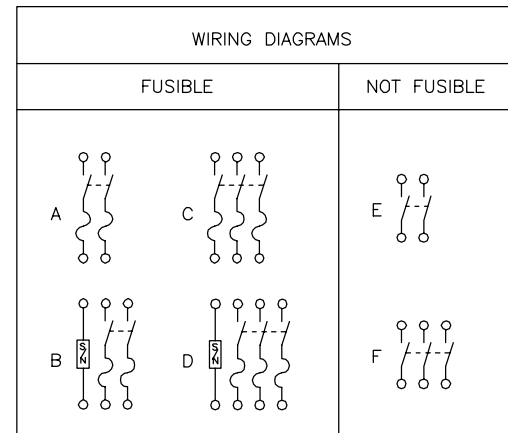 WIRING DIAGRAMS
FUSIBLE NOT FUSIBLE
A C E
B S/N D S/N F